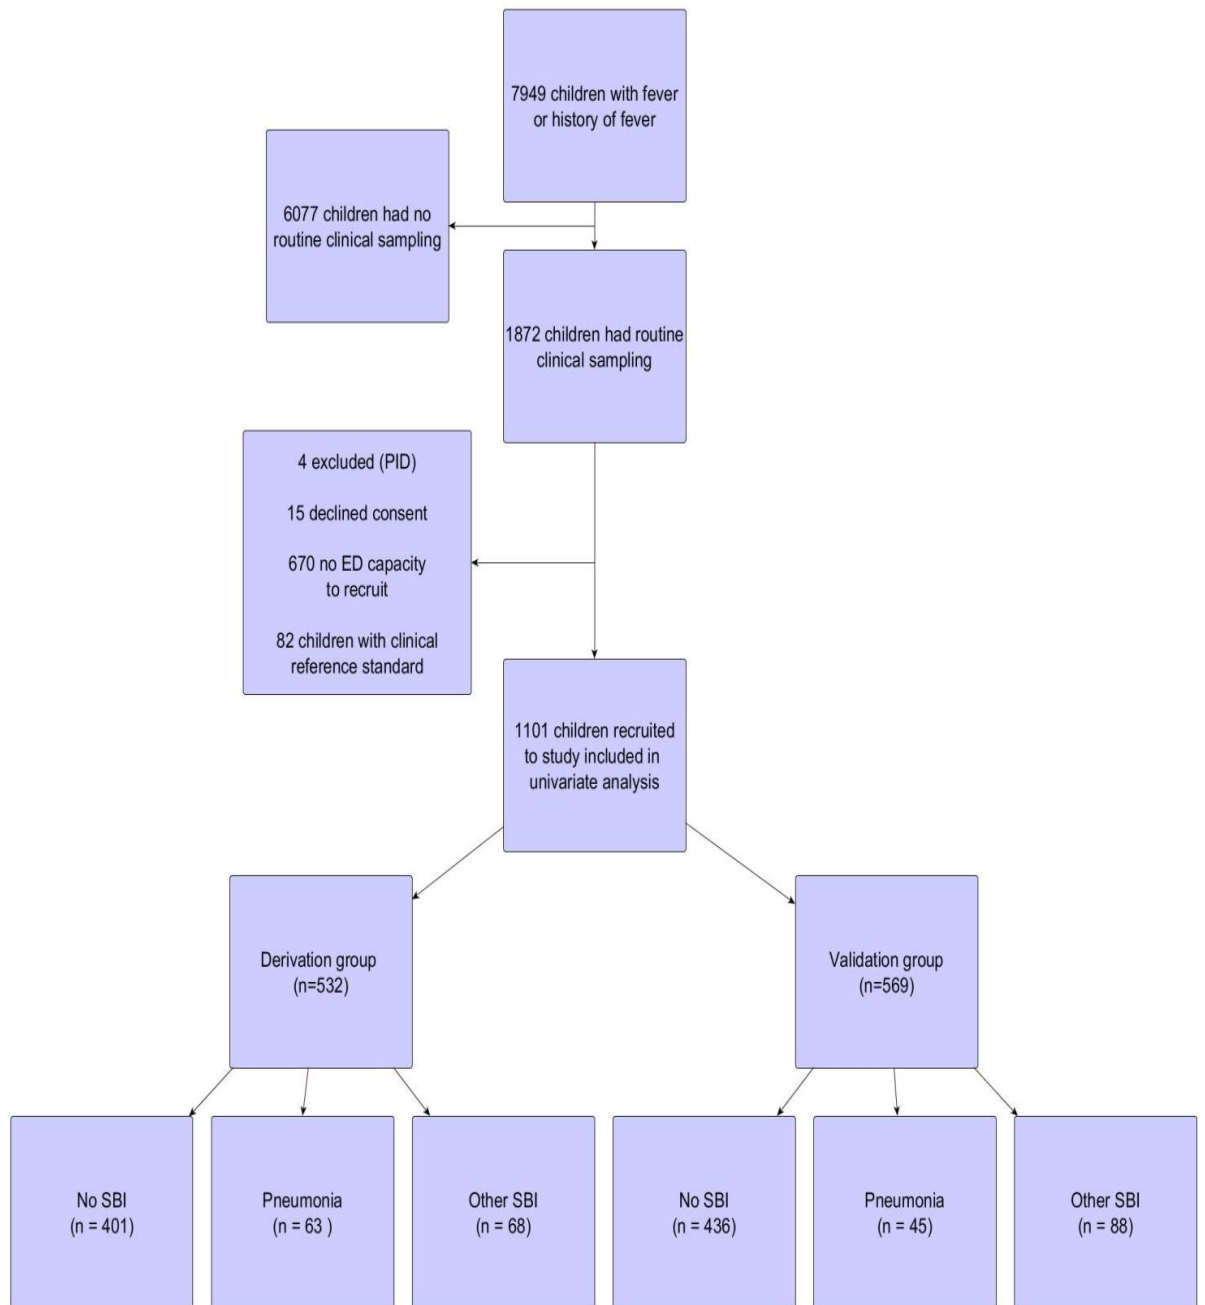 7949 children with fever
or history of fever
6077 children had no
routine clinical sampling
1872 children had routine
clinical sampling
4 excluded (PID)
15 declined consent
670 no ED capacity
to recruit
82 children with clinical
reference standard
1101 children recruited
to study included in
univariate analysis
Derivation group
(n=532)
Validation group
(n=569)
No SBI
(n = 401)
Pneumonia
(n = 63 )
Other SBI
(n = 68)
No SBI
(n = 436)
Pneumonia
(n = 45)
Other SBI
(n = 88)